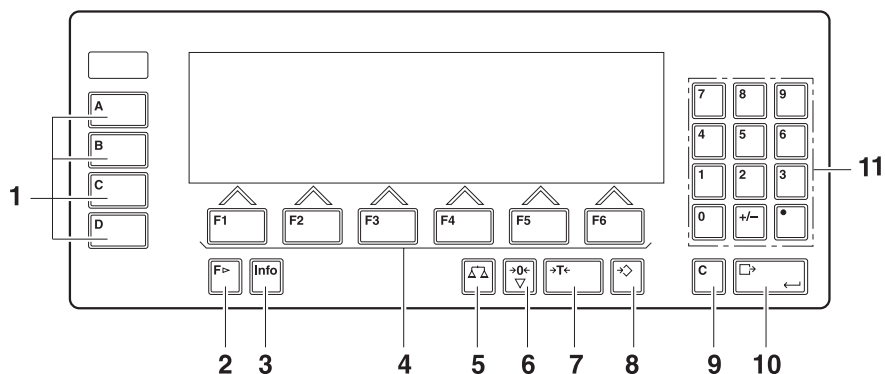 A
B
C
D
1
F1 F2 F3 F4 F5 F6
F▹ Info →0← →T←
7 8 9
4 5 6
1 2 3
0 +/– •
11
C
2 3 4 5 6 7 8 9 10